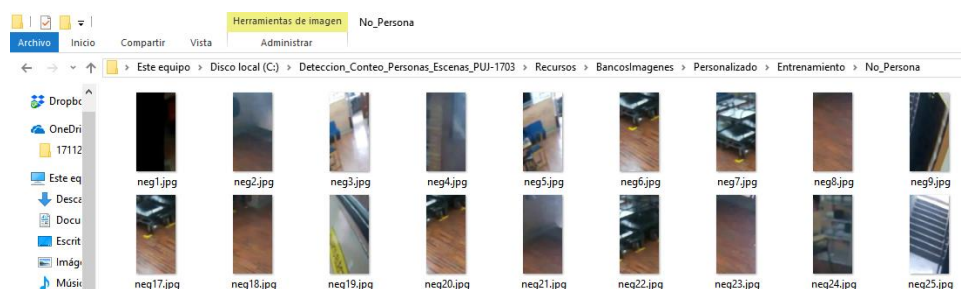 Herramientas de imagen No_Persona
Archivo Inicio Compartir Vista Administrar
Este equipo > Disco local (C:) > Deteccion_Conteo_Personas_Escenas_PUJ-1703 > Recursos > BancosImagenes > Personalizado > Entrenamiento > No_Persona
Dropbc
OneDri
17112
Este eq
Desca
Docu
Escrit
Imág
Músic
neg1.jpg neg2.jpg neg3.jpg neg4.jpg neg5.jpg neg6.jpg neg7.jpg neg8.jpg neg9.jpg
neg17.jpg neg18.jpg neg19.jpg neg20.jpg neg21.jpg neg22.jpg neg23.jpg neg24.jpg neg25.jpg